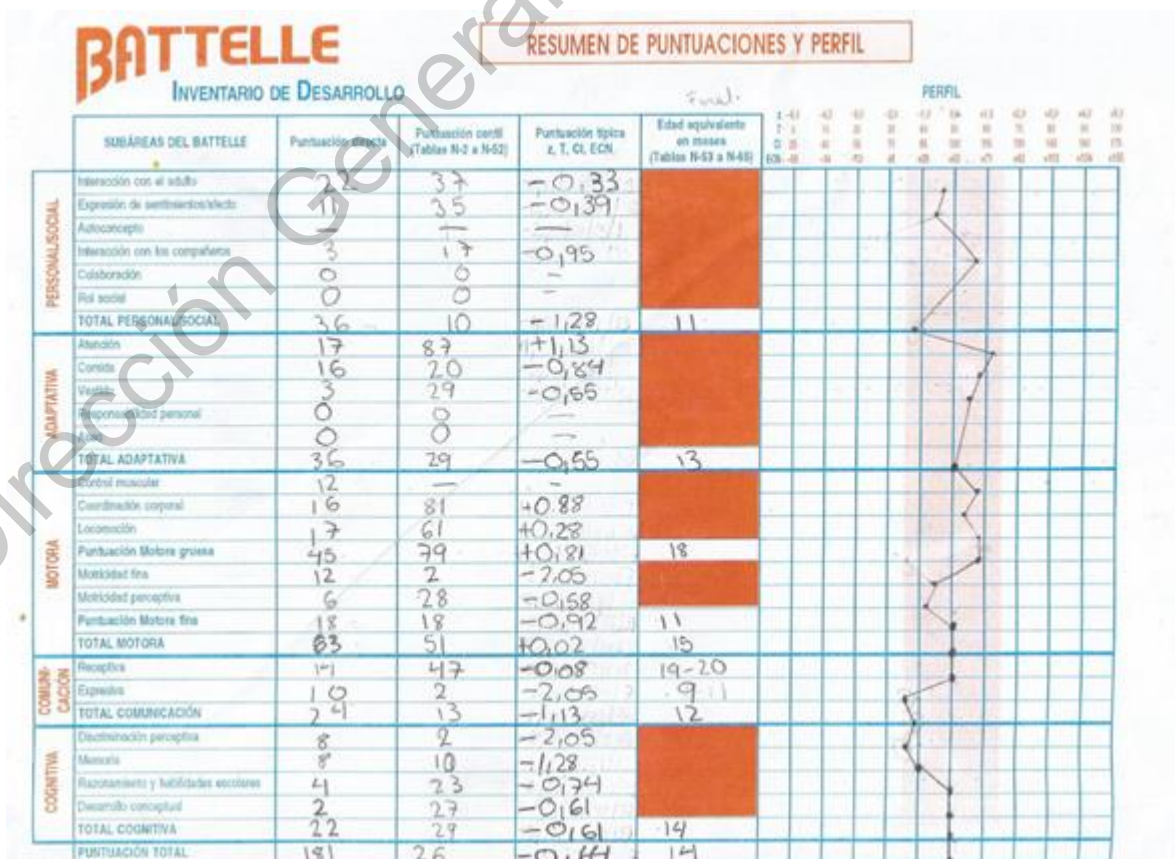 BATTELLE
INVENTARIO DE DESARROLLO
RESUMEN DE PUNTUACIONES Y PERFIL
Dirección General
PERFIL
SUBÁREAS DEL BATTELLE Puntuación directa Puntuación centil (Tablas N-2 a N-52) Puntuación típica z, T, CI, ECN Edad equivalente en meses (Tablas N-53 a N-65)
PERSONAL/SOCIAL
Interacción con el adulto 22 37 -0,33
Expresión de sentimientos/afecto 11 35 -0,39
Autoconcepto — — —
Interacción con los compañeros 3 17 -0,95
Colaboración 0 0 -
Rol social 0 0 -
TOTAL PERSONAL/SOCIAL 36 10 -1,28 11
ADAPTATIVA
Atención 17 87 +1,13
Comida 16 20 -0,84
Vestido 3 29 -0,55
Responsabilidad personal 0 0 —
Aseo 0 0 —
TOTAL ADAPTATIVA 36 29 -0,55 13
MOTORA
Control muscular 12 — -
Coordinación corporal 16 81 +0.88
Locomoción 17 61 +0,28
Puntuación Motora gruesa 45 79 +0,81 18
Motricidad fina 12 2 -2,05
Motricidad perceptiva 6 28 -0,58
Puntuación Motora fina 18 18 -0,92 11
TOTAL MOTORA 63 51 +0,02 15
COMUNI-
CACIÓN
Receptiva 14 47 -0,08 19-20
Expresiva 10 2 -2,05 9
TOTAL COMUNICACIÓN 24 13 -1,13 12
COGNITIVA
Discriminación perceptiva 8 2 -2,05
Memoria 8 10 -1,28
Razonamiento y habilidades escolares 4 23 -0,74
Desarrollo conceptual 2 27 -0,61
TOTAL COGNITIVA 22 27 -0,61 14
PUNTUACIÓN TOTAL 181 26 14